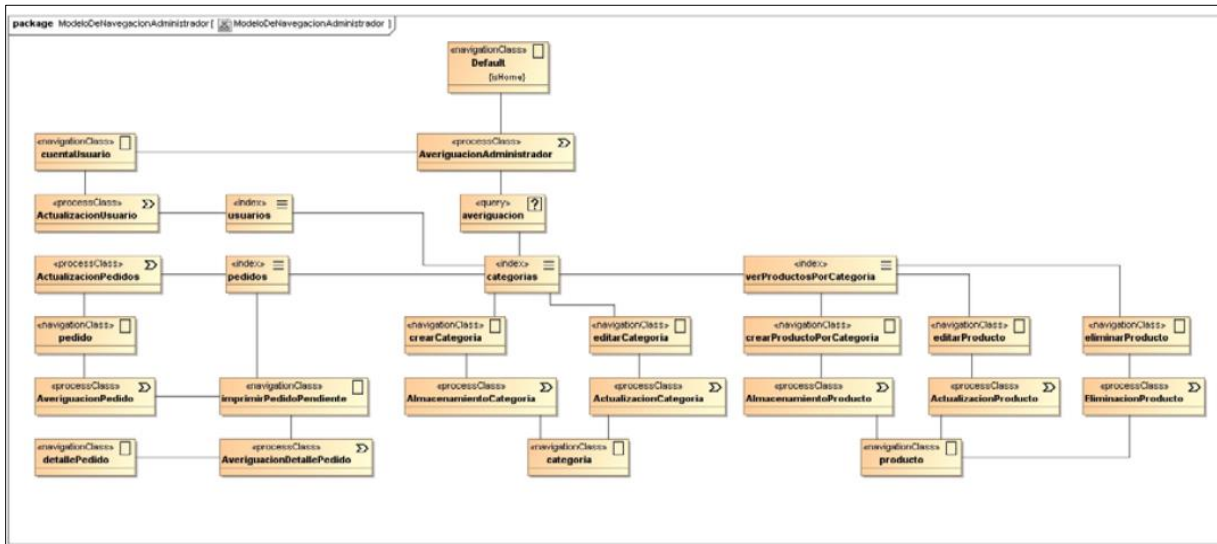 package ModeloDeNavegacionAdministrador [ ModeloDeNavegacionAdministrador ]
«navigationClass»
Default
{isHome}
«navigationClass»
cuentaUsuario
«processClass»
AveriguacionAdministrador
«processClass»
ActualizacionUsuario
«index»
usuarios
«query»
averiguacion
?
«processClass»
ActualizacionPedidos
«index»
pedidos
«index»
categorias
«index»
verProductosPorCategoria
«navigationClass»
pedido
«navigationClass»
crearCategoria
«navigationClass»
editarCategoria
«navigationClass»
crearProductoPorCategoria
«navigationClass»
editarProducto
«navigationClass»
eliminarProducto
«processClass»
AveriguacionPedido
«navigationClass»
imprimirPedidoPendiente
«processClass»
AlmacenamientoCategoria
«processClass»
ActualizacionCategoria
«processClass»
AlmacenamientoProducto
«processClass»
ActualizacionProducto
«processClass»
EliminacionProducto
«navigationClass»
detallePedido
«processClass»
AveriguacionDetallePedido
«navigationClass»
categoria
«navigationClass»
producto